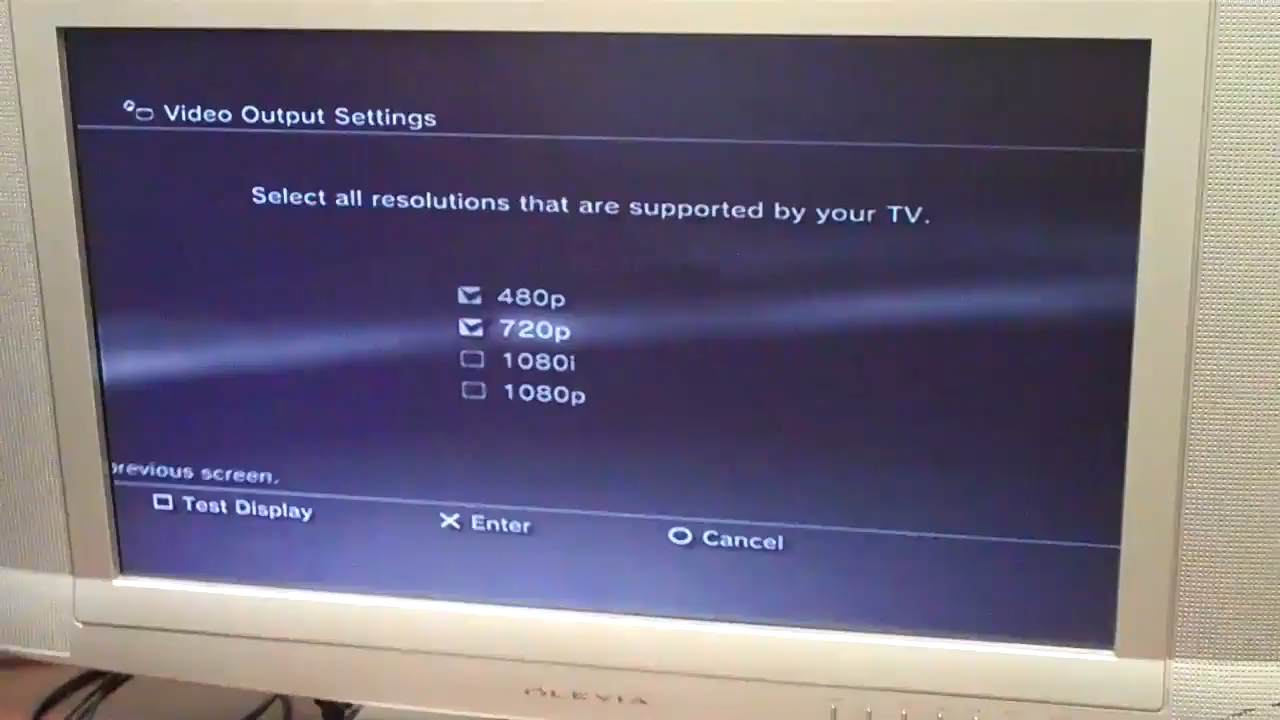 Video Output Settings
Select all resolutions that are supported by your TV.
480p
720p
1080i
1080p
previous screen.
Test Display
Enter
Cancel